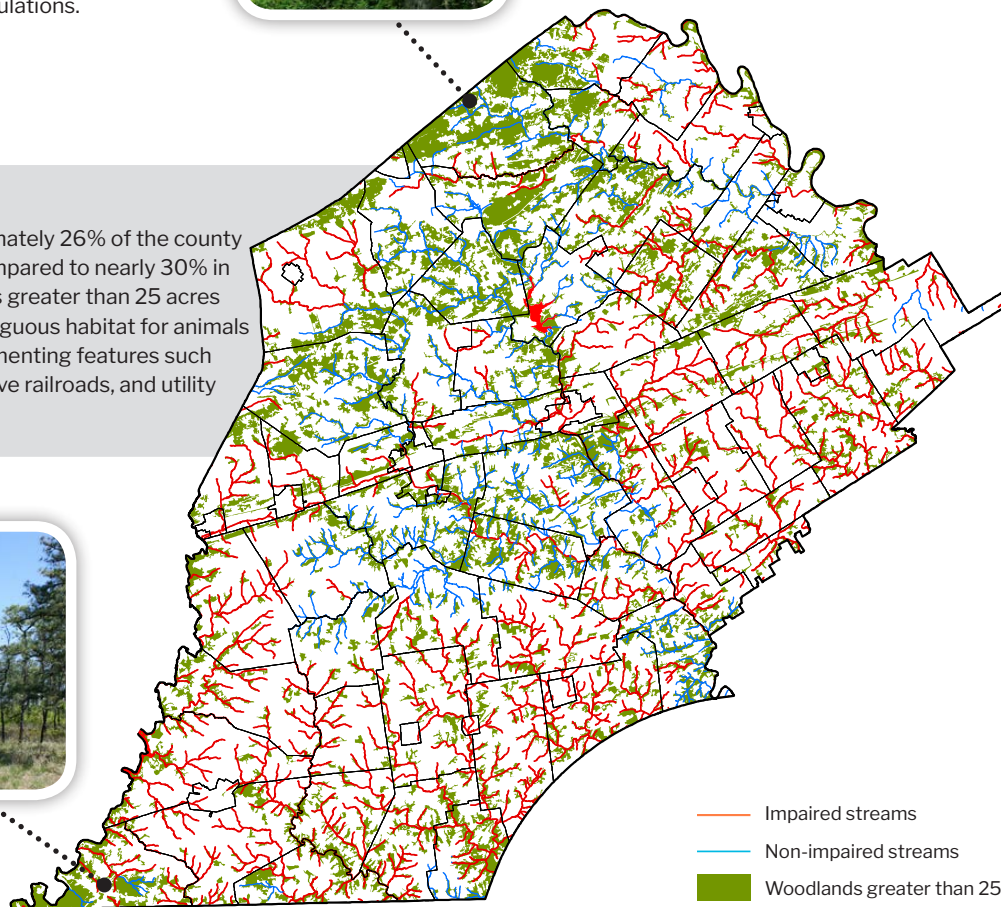 ulations.
nately 26% of the county
mpared to nearly 30% in
s greater than 25 acres
guous habitat for animals
nenting features such
ve railroads, and utility
Impaired streams
Non-impaired streams
Woodlands greater than 25